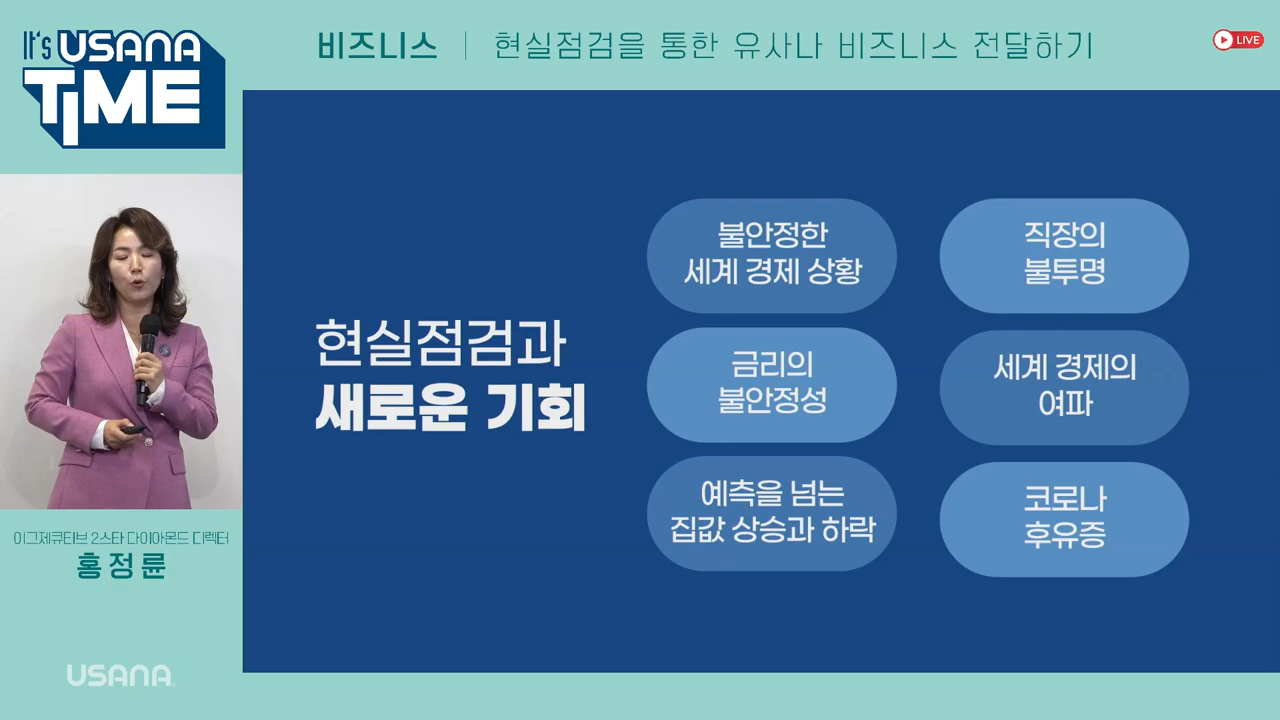 It's USANA
TiME
비즈니스 | 현실점검을 통한 유사나 비즈니스 전달하기
LIVE
현실점검과
새로운 기회
불안정한
세계 경제 상황
직장의
불투명
금리의
불안정성
세계 경제의
여파
예측을 넘는
집값 상승과 하락
코로나
후유증
이그제큐티브 2스타 다이아몬드 디렉터
홍정륜
USANA